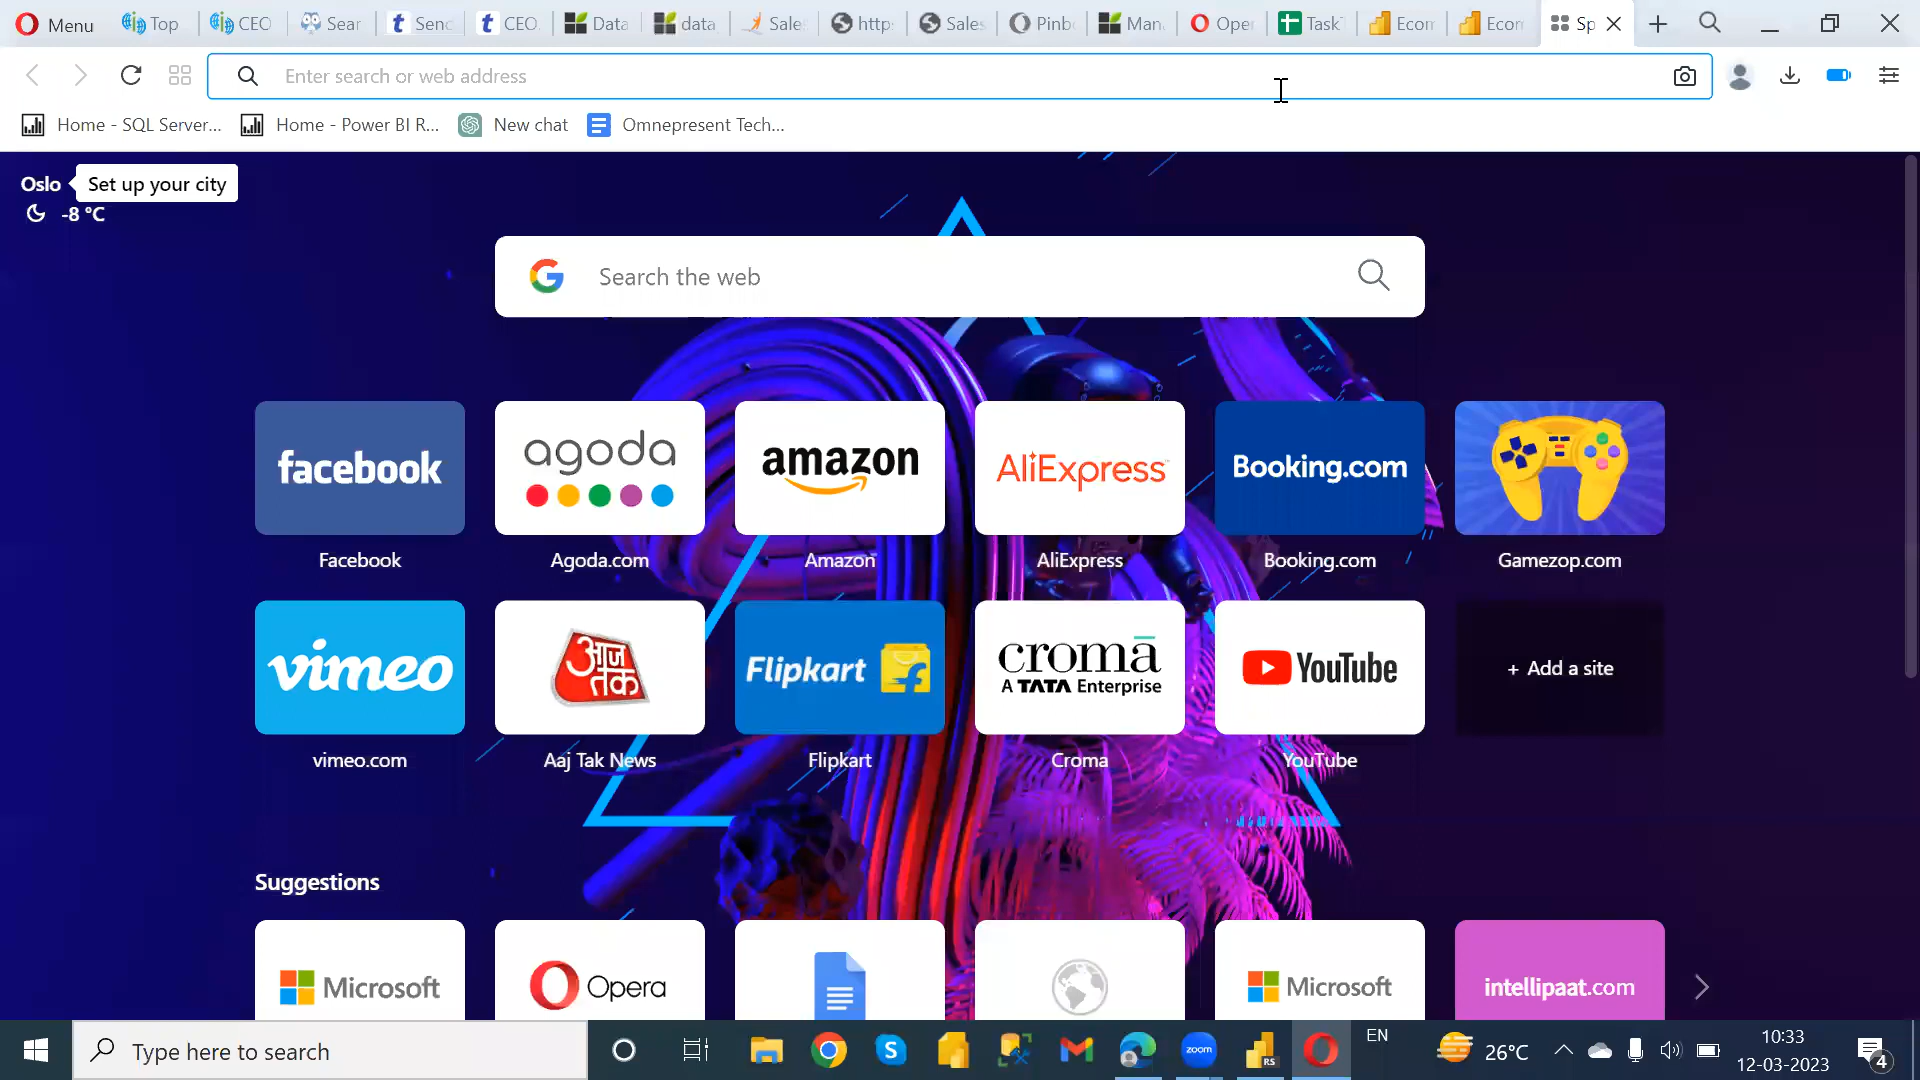 Menu Top CEO Sear Senc CEO. Data data Sale http Sales Pinb Man Oper Task Ecom Ecom Sp
Enter search or web address
Home - SQL Server... Home - Power BI R... New chat Omnepresent Tech...
Oslo Set up your city
-8 °C
Search the web
facebook agoda amazon AliExpress Booking.com
Facebook Agoda.com Amazon AliExpress Booking.com Gamezop.com
vimeo आज तक Flipkart croma A TATA Enterprise YouTube + Add a site
vimeo.com Aaj Tak News Flipkart Croma YouTube
Suggestions
Microsoft Opera Microsoft intellipaat.com
Type here to search zoom RS EN 26°C 10:33
12-03-2023 4